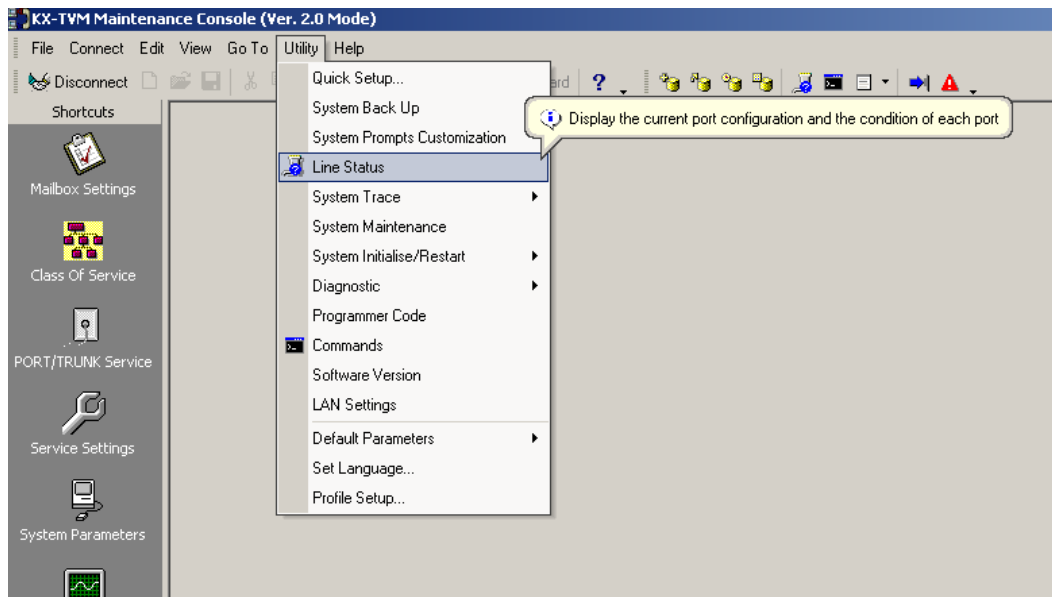 KX-TVM Maintenance Console (Ver. 2.0 Mode)
File Connect Edit View Go To Utility Help
Disconnect
Shortcuts
Mailbox Settings
Class Of Service
PORT/TRUNK Service
Service Settings
System Parameters
Quick Setup...
System Back Up
System Prompts Customization
Line Status
System Trace
System Maintenance
System Initialise/Restart
Diagnostic
Programmer Code
Commands
Software Version
LAN Settings
Default Parameters
Set Language...
Profile Setup...
Display the current port configuration and the condition of each port